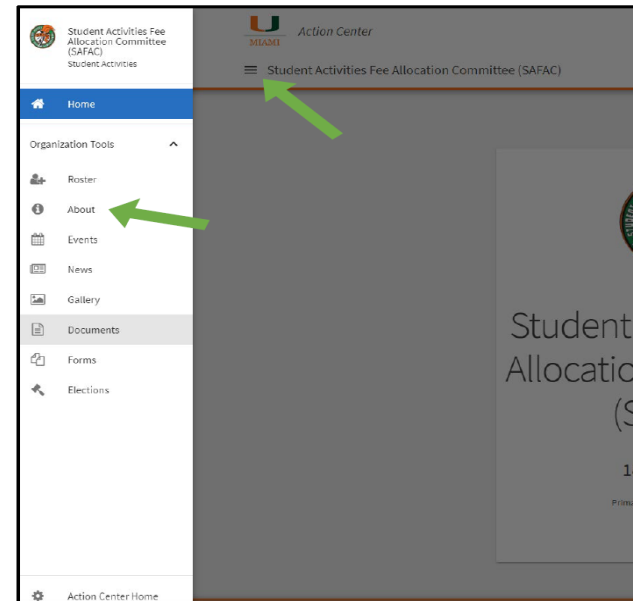 Student Activities Fee
Allocation Committee
(SAFAC)
Student Activities
Home
Organization Tools
Roster
About
Events
News
Gallery
Documents
Forms
Elections
Action Center Home
MIAMI
Action Center
Student Activities Fee Allocation Committee (SAFAC)
Student
Allocatio
(S
1
Prima